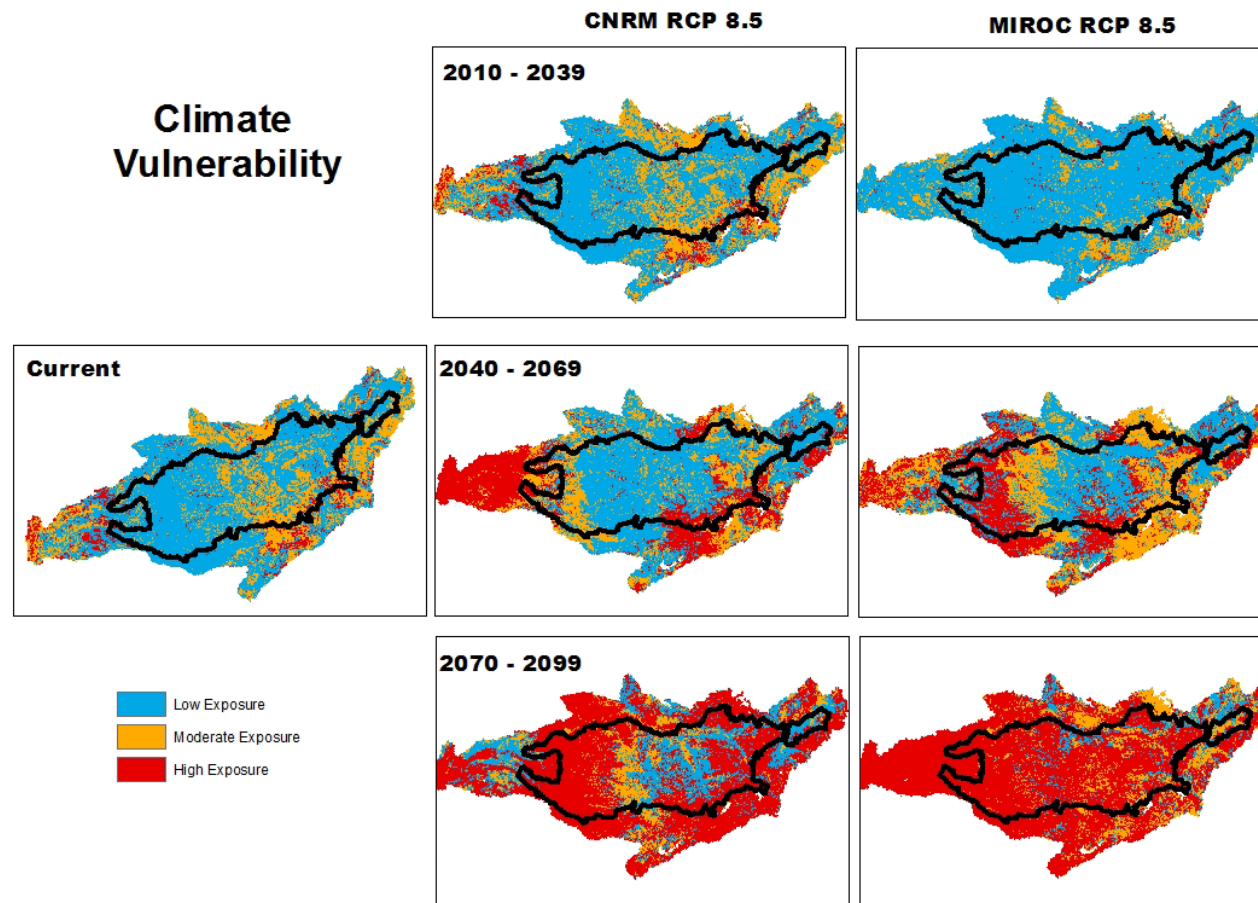 CNRM RCP 8.5
MIROC RCP 8.5
Climate
Vulnerability
2010 - 2039
Current
2040 - 2069
2070 - 2099
Low Exposure
Moderate Exposure
High Exposure